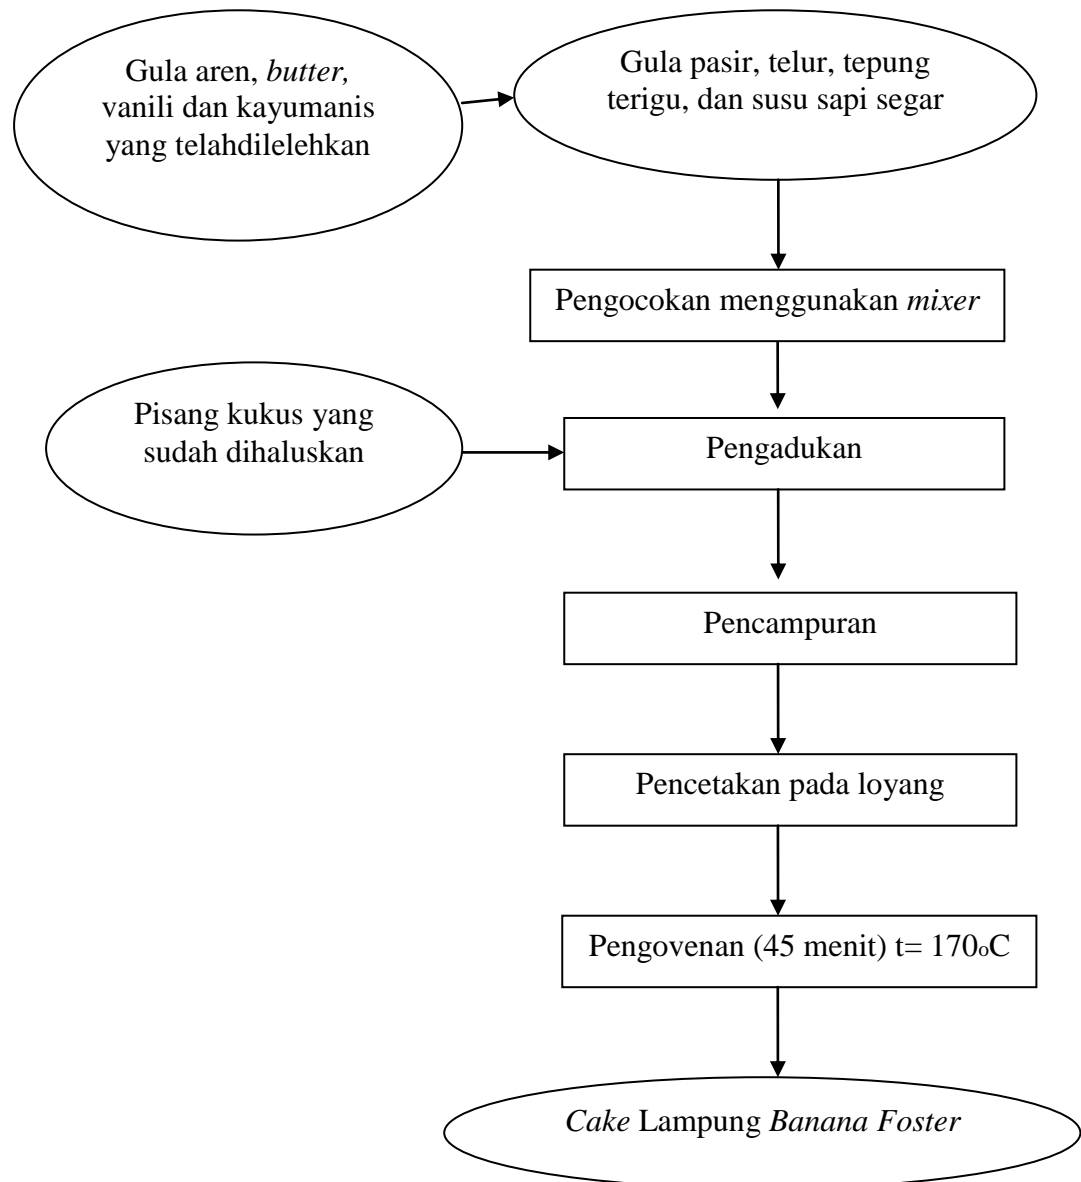 Gula aren, butter,
vanili dan kayumanis
yang telahdilelehkan
Gula pasir, telur, tepung
terigu, dan susu sapi segar
Pengocokan menggunakan mixer
Pisang kukus yang
sudah dihaluskan
Pengadukan
Pencampuran
Pencetakan pada loyang
Pengovenan (45 menit) t= 170oC
Cake Lampung Banana Foster